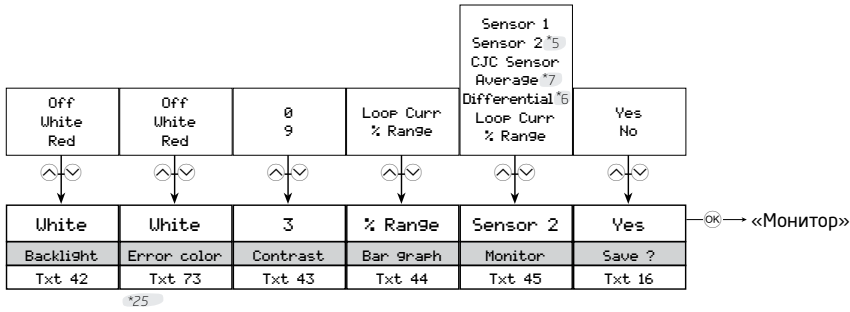 Sensor 1
Sensor 2 *5
CJC Sensor
Average *7
Differential *6
Loop Curr
% Range
Off
White
Red
Off
White
Red
0
9
Loop Curr
% Range
Yes
No
White White 3 % Range Sensor 2 Yes OK «Монитор»
Backlight Error color Contrast Bar graph Monitor Save ?
Txt 42 Txt 73 Txt 43 Txt 44 Txt 45 Txt 16
*25